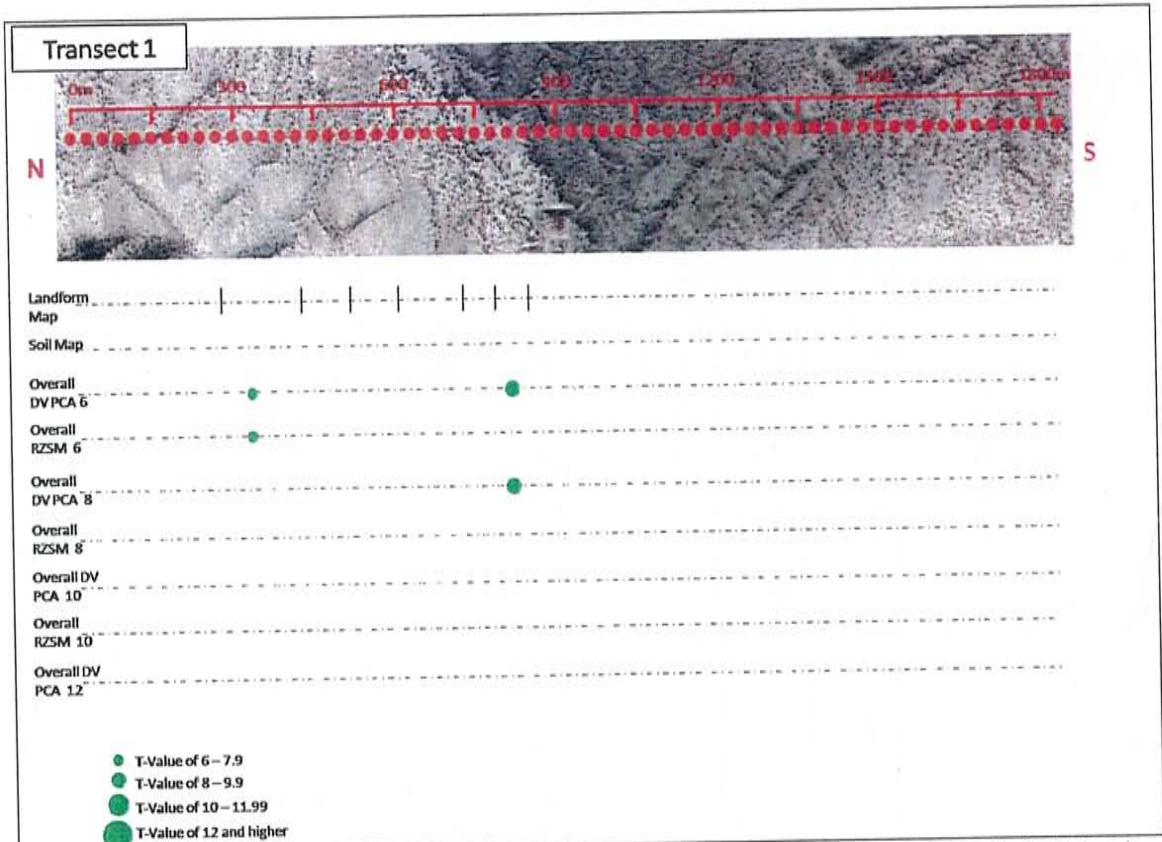 Transect 1
0m 300 600 900 1200 1500 1800m
N
S
Landform
Map
Soil Map
Overall
DV PCA 6
Overall
RZSM 6
Overall
DV PCA 8
Overall
RZSM 8
Overall DV
PCA 10
Overall
RZSM 10
Overall DV
PCA 12
T-Value of 6 – 7.9
T-Value of 8 – 9.9
T-Value of 10 – 11.99
T-Value of 12 and higher